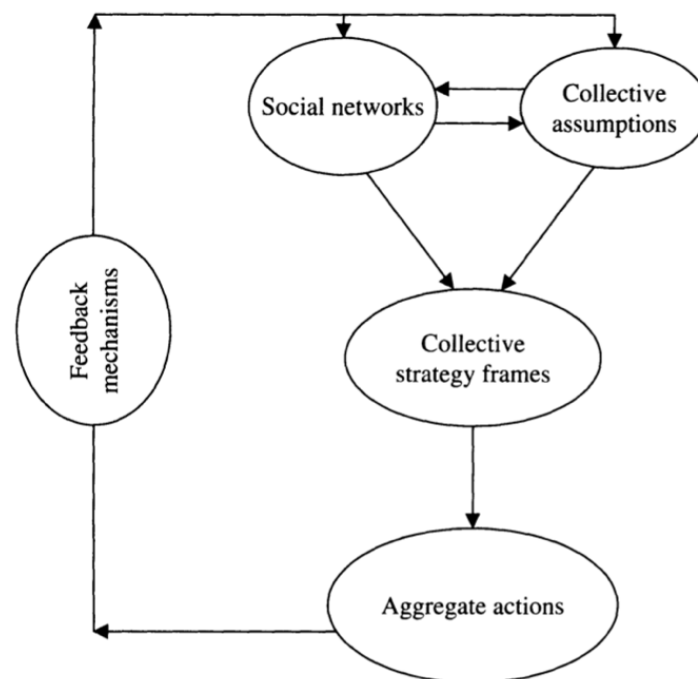 Social networks
Collective
assumptions
Feedback
mechanisms
Collective
strategy frames
Aggregate actions